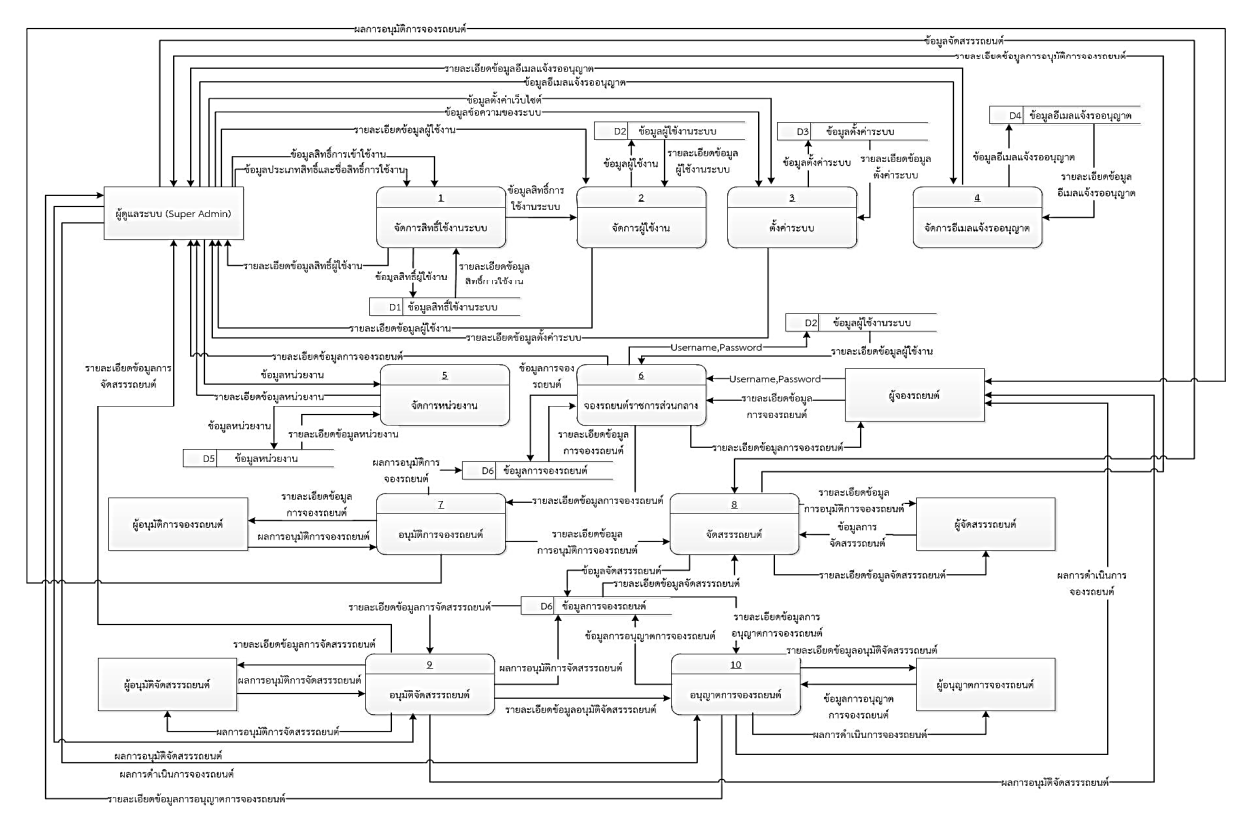 ผลการอนุมัติการจองรถยนต์
ข้อมูลจัดสรรรถยนต์
รายละเอียดข้อมูลการอนุมัติการจองรถยนต์
รายละเอียดข้อมูลอีเมลแจ้งรออนุญาต
ข้อมูลอีเมลแจ้งรออนุญาต
ข้อมูลตั้งค่าเว็บไซต์
ข้อมูลข้อความของระบบ
รายละเอียดข้อมูลผู้ใช้งาน
D2 ข้อมูลผู้ใช้งานระบบ
D3 ข้อมูลตั้งค่าระบบ
D4 ข้อมูลอีเมลแจ้งรออนุญาต
ข้อมูลสิทธิ์การเข้าใช้งาน
ข้อมูลประเภทสิทธิ์และชื่อสิทธิ์การใช้งาน
ข้อมูลผู้ใช้งาน
รายละเอียดข้อมูล
ผู้ใช้งานระบบ
ข้อมูลตั้งค่าระบบ
รายละเอียดข้อมูล
ตั้งค่าระบบ
ข้อมูลอีเมลแจ้งรออนุญาต
รายละเอียดข้อมูล
อีเมลแจ้งรออนุญาต
ผู้ดูแลระบบ (Super Admin)
1
จัดการสิทธิ์ใช้งานระบบ
ข้อมูลสิทธิ์การ
ใช้งานระบบ
2
จัดการผู้ใช้งาน
3
ตั้งค่าระบบ
4
จัดการอีเมลแจ้งรออนุญาต
รายละเอียดข้อมูลสิทธิ์ผู้ใช้งาน
ข้อมูลสิทธิ์ผู้ใช้งาน
รายละเอียดข้อมูล
สิทธิ์การใช้งาน
D1 ข้อมูลสิทธิ์ใช้งานระบบ
รายละเอียดข้อมูลผู้ใช้งาน
รายละเอียดข้อมูลตั้งค่าระบบ
D2 ข้อมูลผู้ใช้งานระบบ
Username,Password
รายละเอียดข้อมูลผู้ใช้งาน
รายละเอียดข้อมูลการจองรถยนต์
รายละเอียดข้อมูลการ
จัดสรรรถยนต์
ข้อมูลหน่วยงาน
รายละเอียดข้อมูลหน่วยงาน
5
จัดการหน่วยงาน
ข้อมูลการจอง
รถยนต์
6
จองรถยนต์ราชการส่วนกลาง
Username,Password
รายละเอียดข้อมูล
การจองรถยนต์
ผู้จองรถยนต์
ข้อมูลหน่วยงาน
รายละเอียดข้อมูลหน่วยงาน
D5 ข้อมูลหน่วยงาน
รายละเอียดข้อมูล
การจองรถยนต์
รายละเอียดข้อมูลการจองรถยนต์
ผลการอนุมัติการ
จองรถยนต์
D6 ข้อมูลการจองรถยนต์
รายละเอียดข้อมูลการจองรถยนต์
ผู้อนุมัติการจองรถยนต์
รายละเอียดข้อมูล
การจองรถยนต์
ผลการอนุมัติการจองรถยนต์
7
อนุมัติการจองรถยนต์
รายละเอียดข้อมูล
การอนุมัติการจองรถยนต์
8
จัดสรรรถยนต์
รายละเอียดข้อมูล
การอนุมัติการจองรถยนต์
ข้อมูลการ
จัดสรรรถยนต์
ผู้จัดสรรรถยนต์
ข้อมูลจัดสรรรถยนต์
รายละเอียดข้อมูลจัดสรรรถยนต์
รายละเอียดข้อมูลจัดสรรรถยนต์
ผลการดำเนินการ
จองรถยนต์
รายละเอียดข้อมูลการจัดสรรรถยนต์
D6 ข้อมูลการจองรถยนต์
รายละเอียดข้อมูลการ
อนุญาตการจองรถยนต์
ข้อมูลการอนุญาตการจองรถยนต์
รายละเอียดข้อมูลการจัดสรรรถยนต์
ผู้อนุมัติจัดสรรรถยนต์
ผลการอนุมัติการจัดสรรรถยนต์
9
อนุมัติจัดสรรรถยนต์
ผลการอนุมัติการจัดสรรรถยนต์
รายละเอียดข้อมูลอนุมัติจัดสรรรถยนต์
10
อนุญาตการจองรถยนต์
รายละเอียดข้อมูลอนุมัติจัดสรรรถยนต์
ข้อมูลการอนุญาต
การจองรถยนต์
ผู้อนุญาตการจองรถยนต์
ผลการอนุมัติการจัดสรรรถยนต์
ผลการดำเนินการจองรถยนต์
ผลการอนุมัติจัดสรรรถยนต์
ผลการดำเนินการจองรถยนต์
ผลการอนุมัติจัดสรรรถยนต์
รายละเอียดข้อมูลการอนุญาตการจองรถยนต์